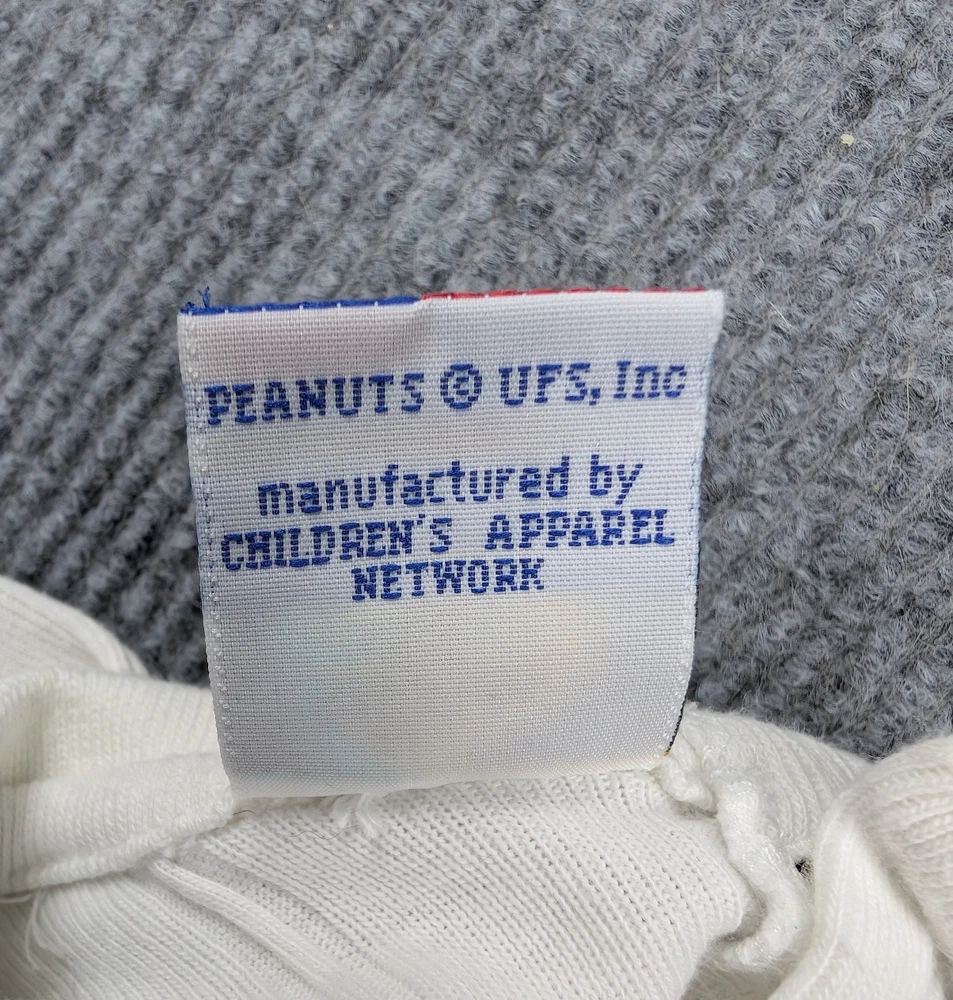 PEANUTS © UFS, Inc
manufactured by
CHILDREN'S APPAREL
NETWORK